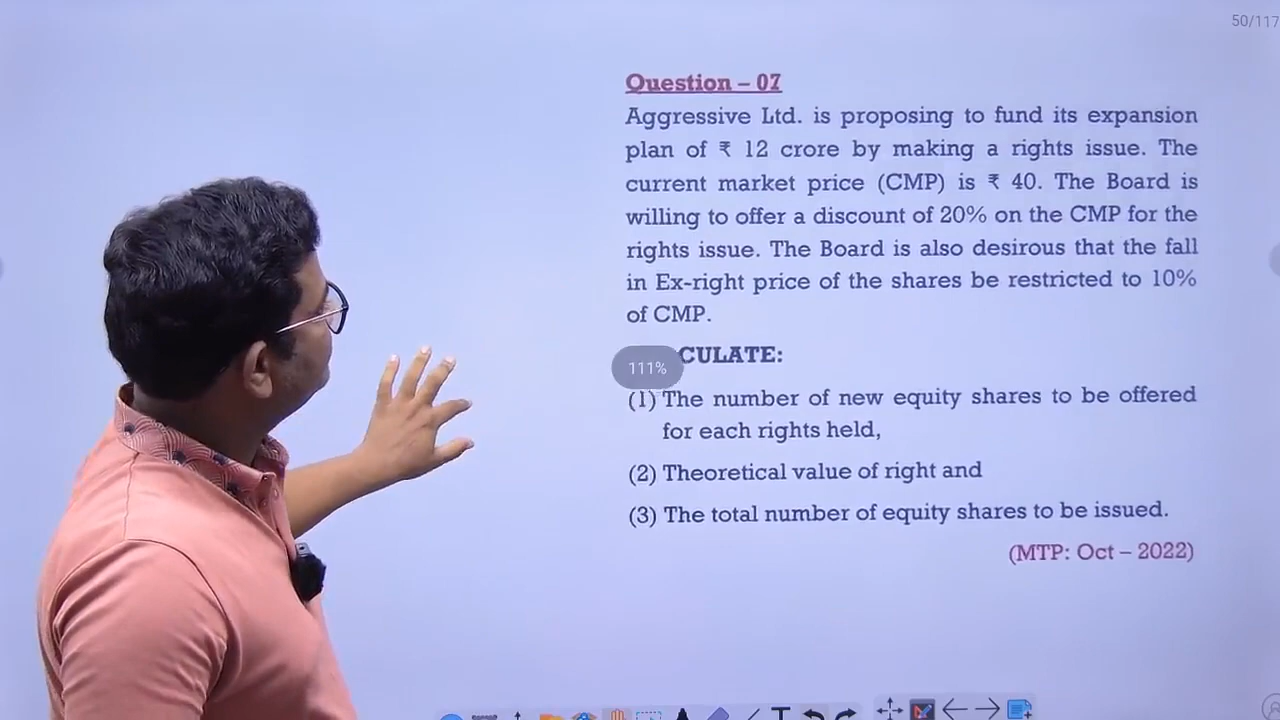 50/117
Question – 07
Aggressive Ltd. is proposing to fund its expansion
plan of ₹ 12 crore by making a rights issue. The
current market price (CMP) is ₹ 40. The Board is
willing to offer a discount of 20% on the CMP for the
rights issue. The Board is also desirous that the fall
in Ex-right price of the shares be restricted to 10%
of CMP.
111%
CULATE:
(1) The number of new equity shares to be offered
for each rights held,
(2) Theoretical value of right and
(3) The total number of equity shares to be issued.
(MTP: Oct – 2022)